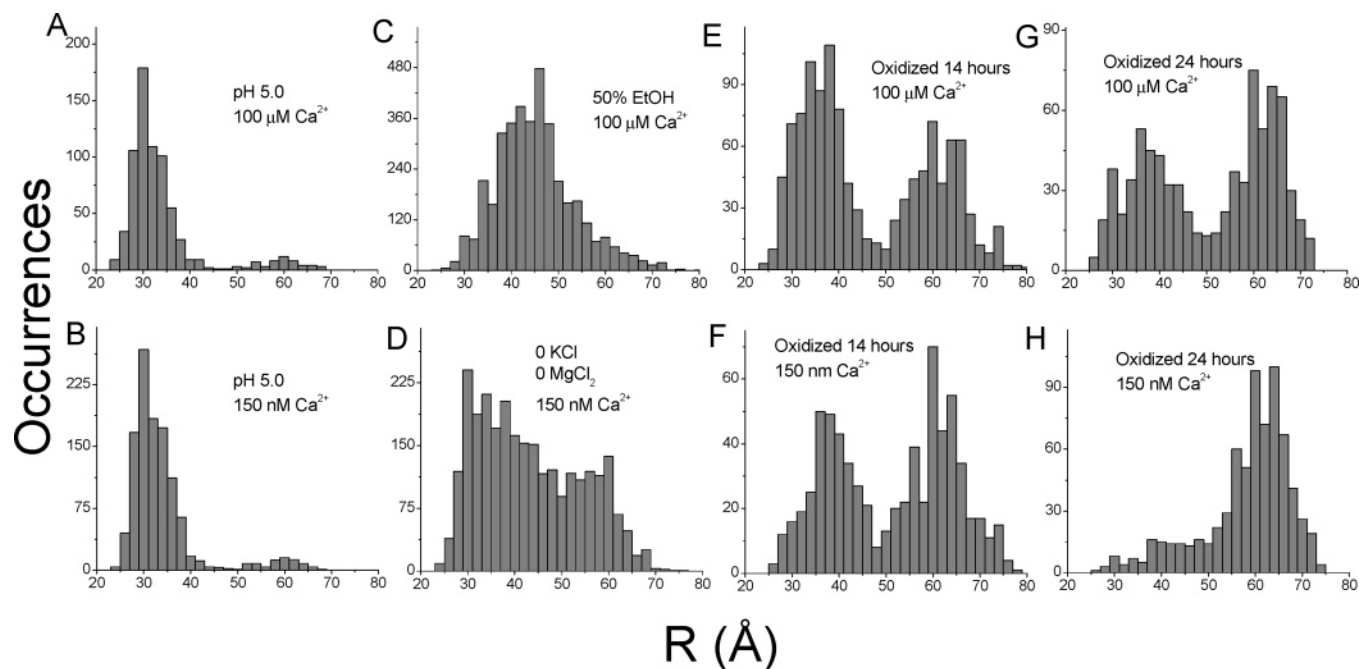 A
pH 5.0
100 μM Ca²⁺
200
150
100
50
0
20 30 40 50 60 70 80
C
50% EtOH
100 μM Ca²⁺
480
360
240
120
0
20 30 40 50 60 70 80
E
Oxidized 14 hours
100 μM Ca²⁺
90
60
30
0
20 30 40 50 60 70 80
G
Oxidized 24 hours
100 μM Ca²⁺
90
60
30
0
20 30 40 50 60 70 80
B
pH 5.0
150 nM Ca²⁺
225
150
75
0
20 30 40 50 60 70 80
D
0 KCl
0 MgCl₂
150 nM Ca²⁺
225
150
75
0
20 30 40 50 60 70 80
F
Oxidized 14 hours
150 nm Ca²⁺
60
40
20
0
20 30 40 50 60 70 80
H
Oxidized 24 hours
150 nM Ca²⁺
90
60
30
0
20 30 40 50 60 70 80
Occurrences
R (Å)